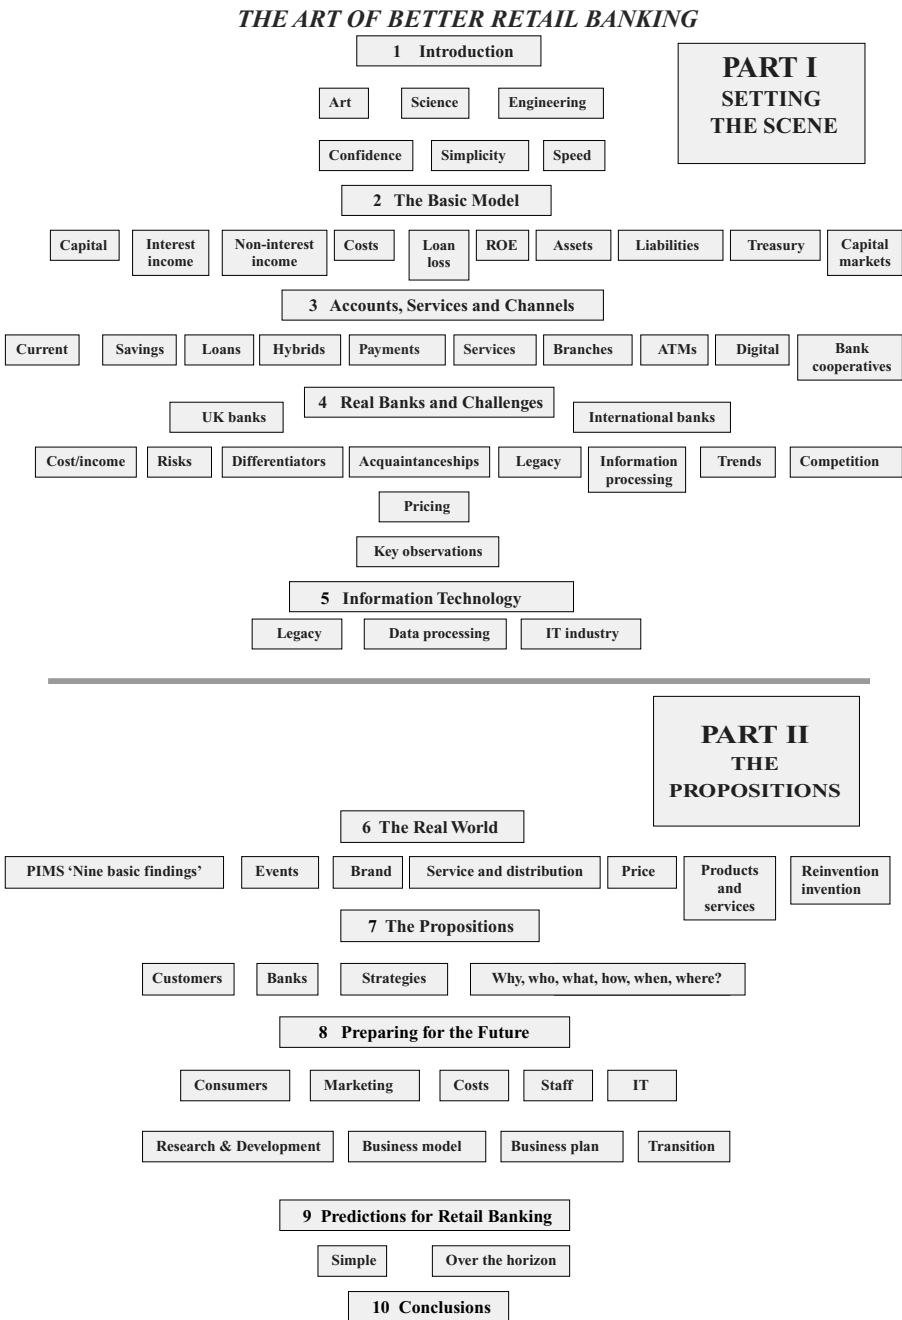 THE ART OF BETTER RETAIL BANKING
1 Introduction
PART I
SETTING
THE SCENE
Art Science Engineering
Confidence Simplicity Speed
2 The Basic Model
Capital
Interest
income
Non-interest
income
Costs
Loan
loss
ROE
Assets
Liabilities
Treasury
Capital
markets
3 Accounts, Services and Channels
Current
Savings
Loans
Hybrids
Payments
Services
Branches
ATMs
Digital
Bank
cooperatives
4 Real Banks and Challenges
UK banks
International banks
Cost/income
Risks
Differentiators
Acquaintanceships
Legacy
Information
processing
Trends
Competition
Pricing
Key observations
5 Information Technology
Legacy
Data processing
IT industry
PART II
THE
PROPOSITIONS
6 The Real World
PIMS ‘Nine basic findings’
Events
Brand
Service and distribution
Price
Products
and
services
Reinvention
invention
7 The Propositions
Customers
Banks
Strategies
Why, who, what, how, when, where?
8 Preparing for the Future
Consumers
Marketing
Costs
Staff
IT
Research & Development
Business model
Business plan
Transition
9 Predictions for Retail Banking
Simple
Over the horizon
10 Conclusions